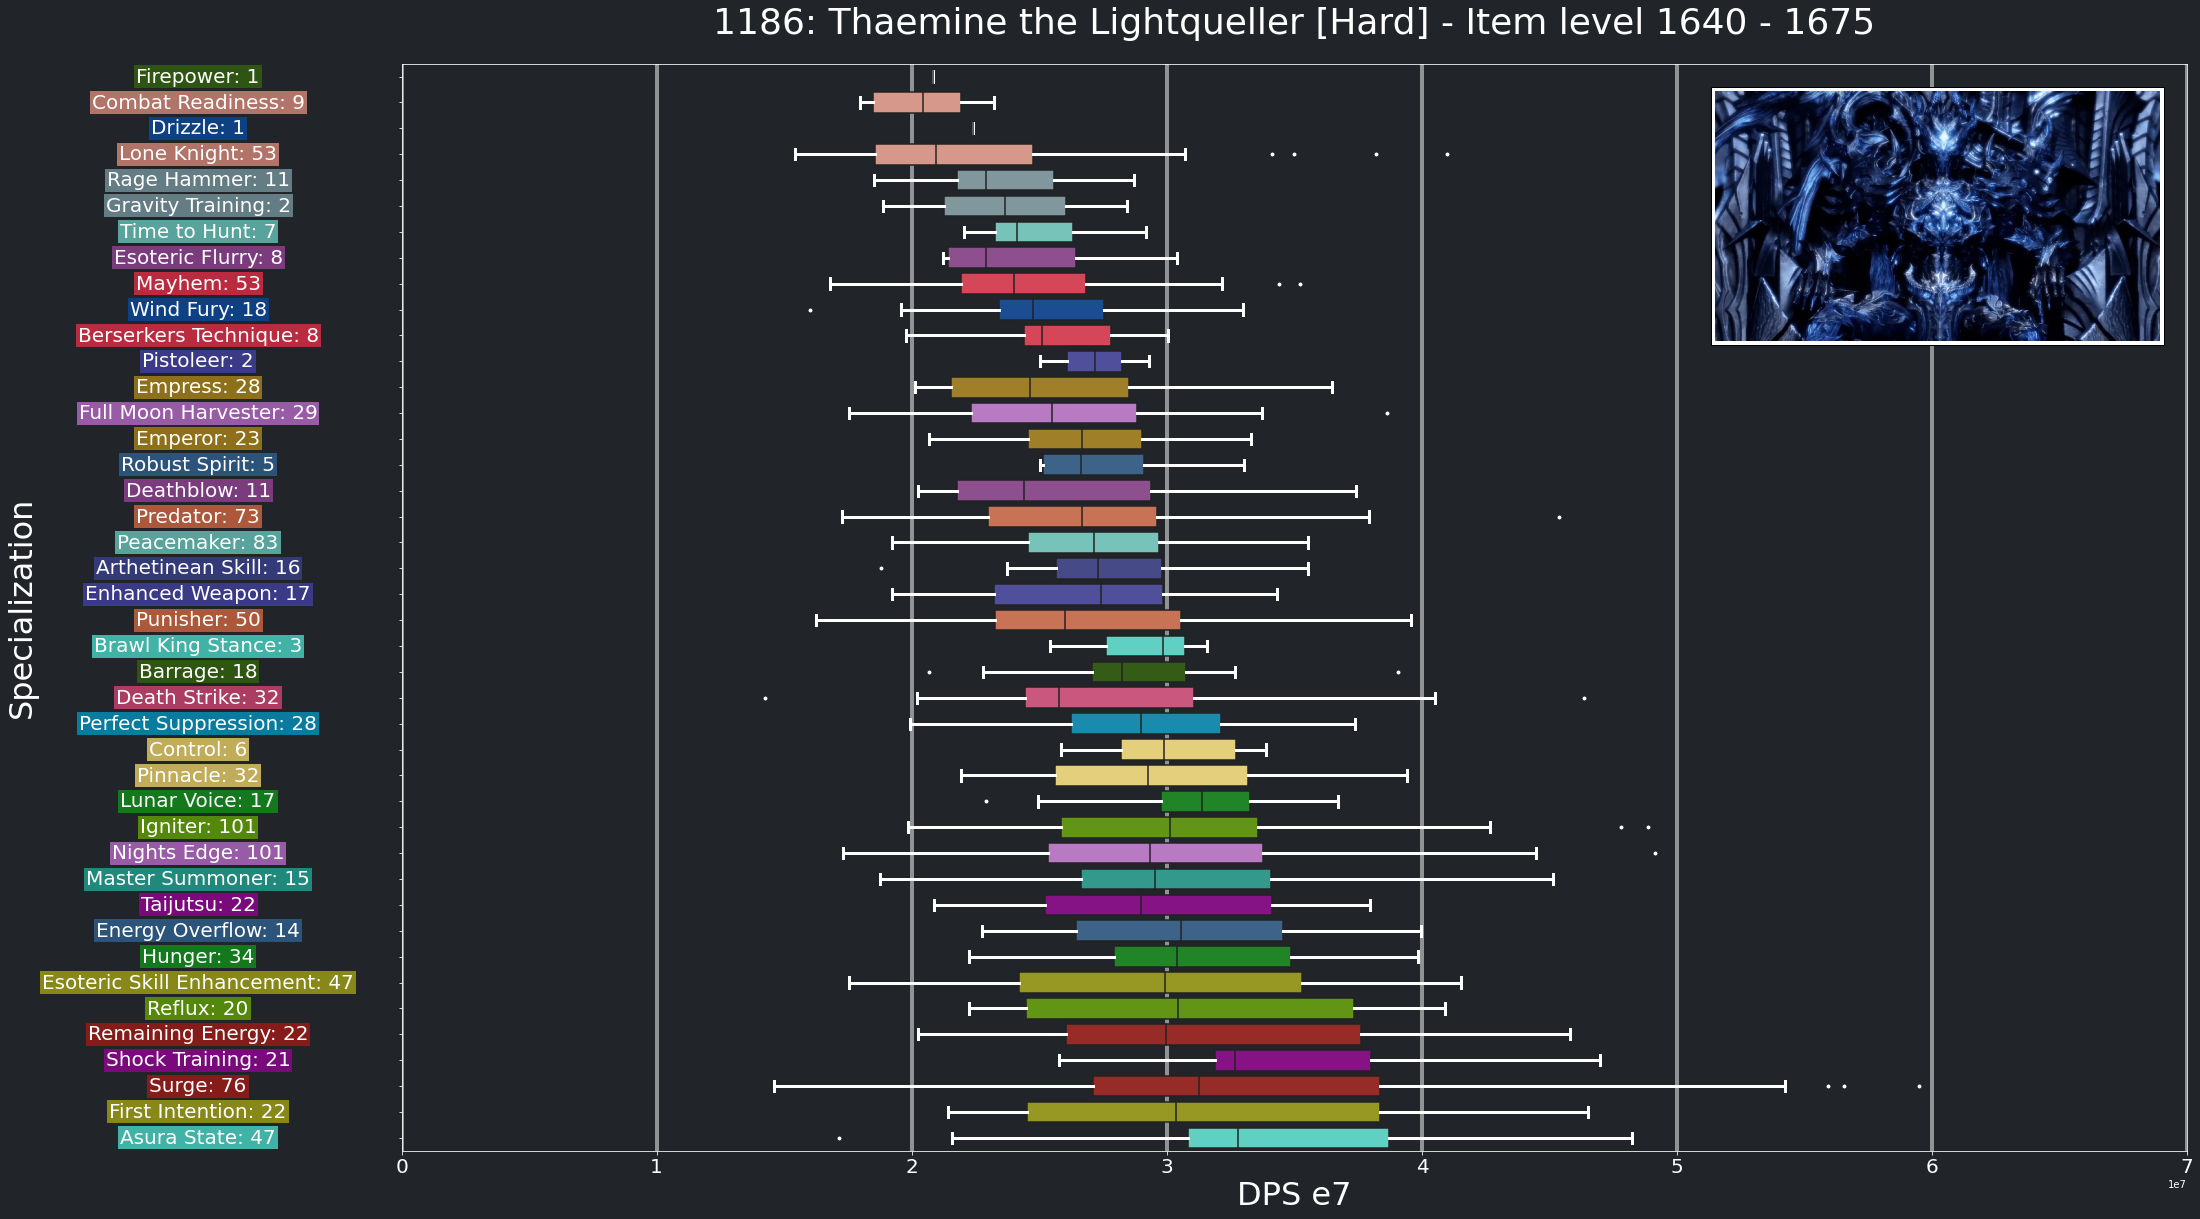 1186: Thaemine the Lightqueller [Hard] - Item level 1640 - 1675
Specialization
Firepower: 1
Combat Readiness: 9
Drizzle: 1
Lone Knight: 53
Rage Hammer: 11
Gravity Training: 2
Time to Hunt: 7
Esoteric Flurry: 8
Mayhem: 53
Wind Fury: 18
Berserkers Technique: 8
Pistoleer: 2
Empress: 28
Full Moon Harvester: 29
Emperor: 23
Robust Spirit: 5
Deathblow: 11
Predator: 73
Peacemaker: 83
Arthetinean Skill: 16
Enhanced Weapon: 17
Punisher: 50
Brawl King Stance: 3
Barrage: 18
Death Strike: 32
Perfect Suppression: 28
Control: 6
Pinnacle: 32
Lunar Voice: 17
Igniter: 101
Nights Edge: 101
Master Summoner: 15
Taijutsu: 22
Energy Overflow: 14
Hunger: 34
Esoteric Skill Enhancement: 47
Reflux: 20
Remaining Energy: 22
Shock Training: 21
Surge: 76
First Intention: 22
Asura State: 47
0 1 2 3 4 5 6 7
1e7
DPS e7